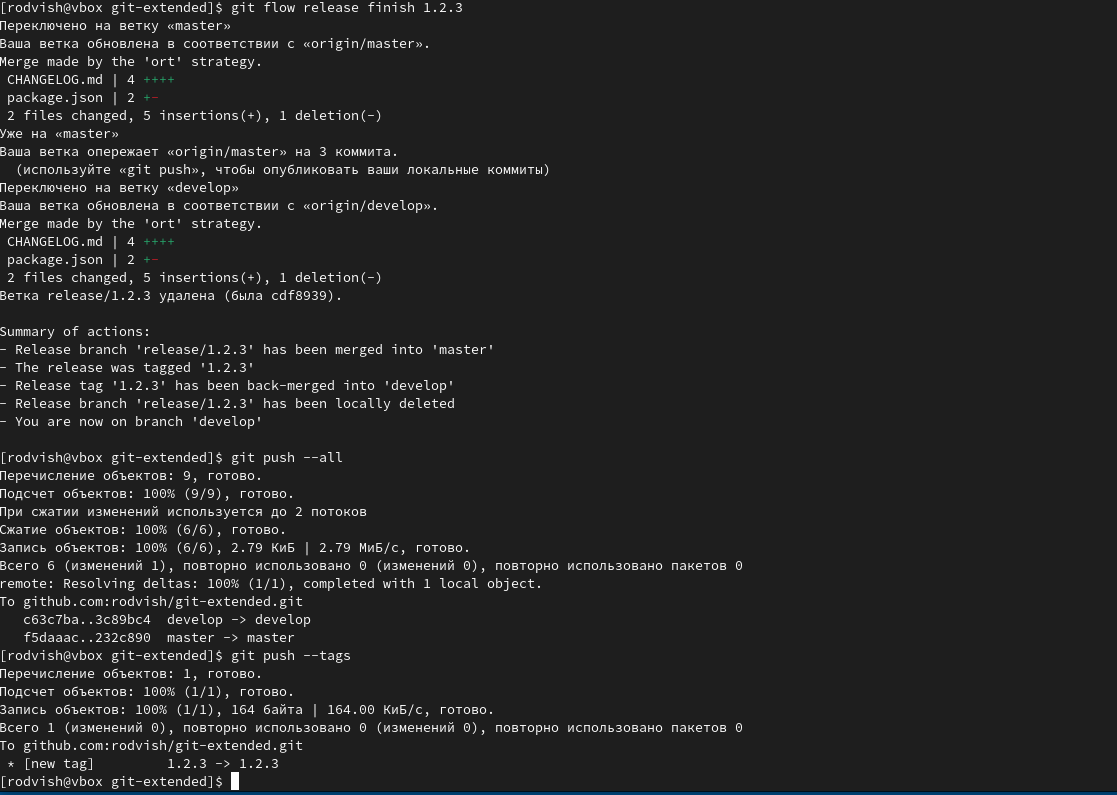 [rodvish@vbox git-extended]$ git flow release finish 1.2.3
Переключено на ветку «master»
Ваша ветка обновлена в соответствии с «origin/master».
Merge made by the 'ort' strategy.
 CHANGELOG.md | 4 ++++
 package.json | 2 +-
 2 files changed, 5 insertions(+), 1 deletion(-)
Уже на «master»
Ваша ветка опережает «origin/master» на 3 коммита.
  (используйте «git push», чтобы опубликовать ваши локальные коммиты)
Переключено на ветку «develop»
Ваша ветка обновлена в соответствии с «origin/develop».
Merge made by the 'ort' strategy.
 CHANGELOG.md | 4 ++++
 package.json | 2 +-
 2 files changed, 5 insertions(+), 1 deletion(-)
Ветка release/1.2.3 удалена (была cdf8939).

Summary of actions:
- Release branch 'release/1.2.3' has been merged into 'master'
- The release was tagged '1.2.3'
- Release tag '1.2.3' has been back-merged into 'develop'
- Release branch 'release/1.2.3' has been locally deleted
- You are now on branch 'develop'

[rodvish@vbox git-extended]$ git push --all
Перечисление объектов: 9, готово.
Подсчет объектов: 100% (9/9), готово.
При сжатии изменений используется до 2 потоков
Сжатие объектов: 100% (6/6), готово.
Запись объектов: 100% (6/6), 2.79 КиБ | 2.79 МиБ/с, готово.
Всего 6 (изменений 1), повторно использовано 0 (изменений 0), повторно использовано пакетов 0
remote: Resolving deltas: 100% (1/1), completed with 1 local object.
To github.com:rodvish/git-extended.git
   c63c7ba..3c89bc4  develop -> develop
   f5daaac..232c890  master -> master
[rodvish@vbox git-extended]$ git push --tags
Перечисление объектов: 1, готово.
Подсчет объектов: 100% (1/1), готово.
Запись объектов: 100% (1/1), 164 байта | 164.00 КиБ/с, готово.
Всего 1 (изменений 0), повторно использовано 0 (изменений 0), повторно использовано пакетов 0
To github.com:rodvish/git-extended.git
 * [new tag]         1.2.3 -> 1.2.3
[rodvish@vbox git-extended]$